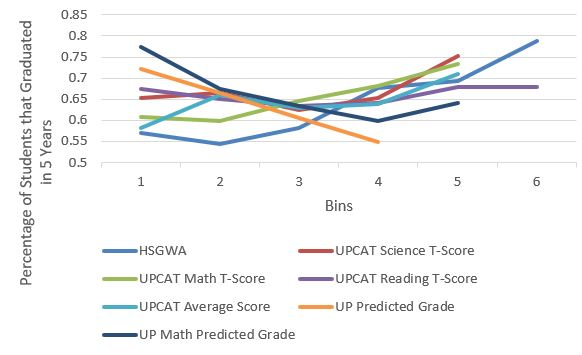 Percentage of Students that Graduated
in 5 Years
0.85
0.8
0.75
0.7
0.65
0.6
0.55
0.5
1 2 3 4 5 6
Bins
HSGWA UPCAT Science T-Score
UPCAT Math T-Score UPCAT Reading T-Score
UPCAT Average Score UP Predicted Grade
UP Math Predicted Grade